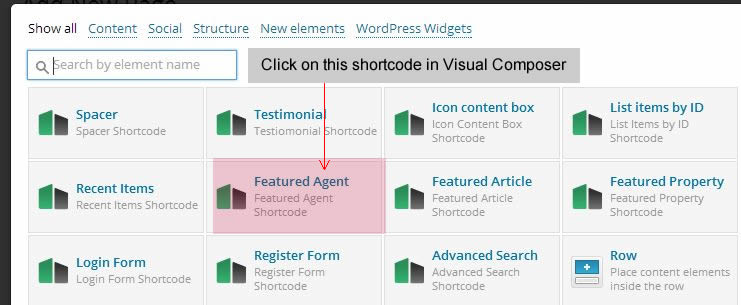 Add New Page
Show all Content Social Structure New elements WordPress Widgets
Search by element name
Click on this shortcode in Visual Composer
Spacer
Spacer Shortcode
Testimonial
Testiomonial Shortcode
Icon content box
Icon Content Box
Shortcode
List items by ID
List Items by ID
Shortcode
Recent Items
Recent Items Shortcode
Featured Agent
Featured Agent
Shortcode
Featured Article
Featured Article
Shortcode
Featured Property
Featured Property
Shortcode
Login Form
Login Form Shortcode
Register Form
Register Form
Shortcode
Advanced Search
Advanced Search
Shortcode
Row
Place content elements
inside the row